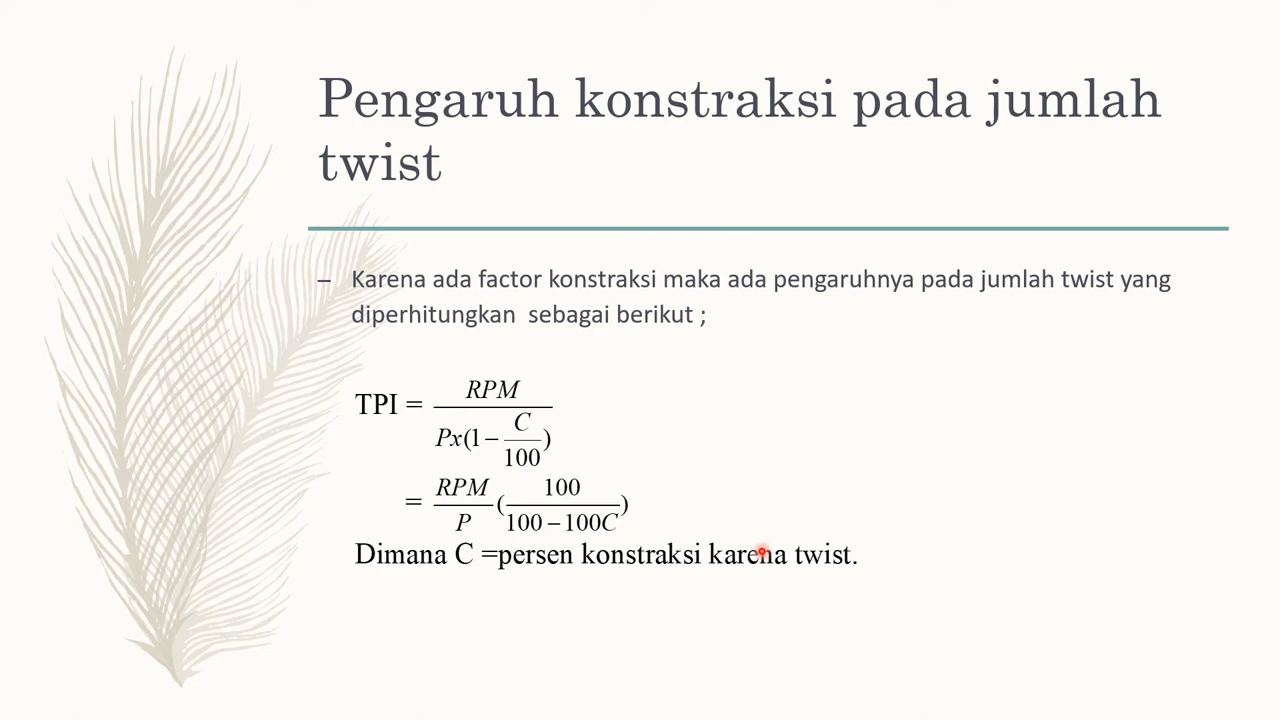 Pengaruh konstraksi pada jumlah
twist
– Karena ada factor konstraksi maka ada pengaruhnya pada jumlah twist yang
diperhitungkan sebagai berikut ;
TPI = RPM / Px(1 − C/100)
= RPM/P (100 / 100 − 100C)
Dimana C =persen konstraksi karena twist.